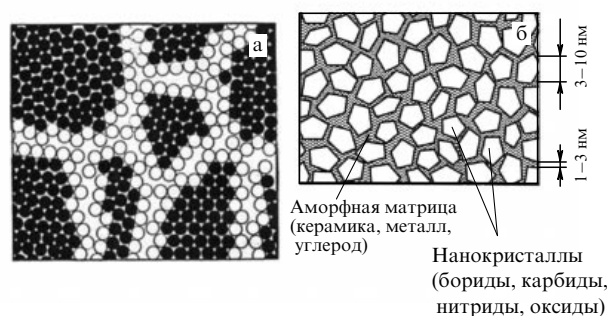 а
б
3–10 нм
1–3 нм
Аморфная матрица
(керамика, металл,
углерод)
Нанокристаллы
(бориды, карбиды,
нитриды, оксиды)